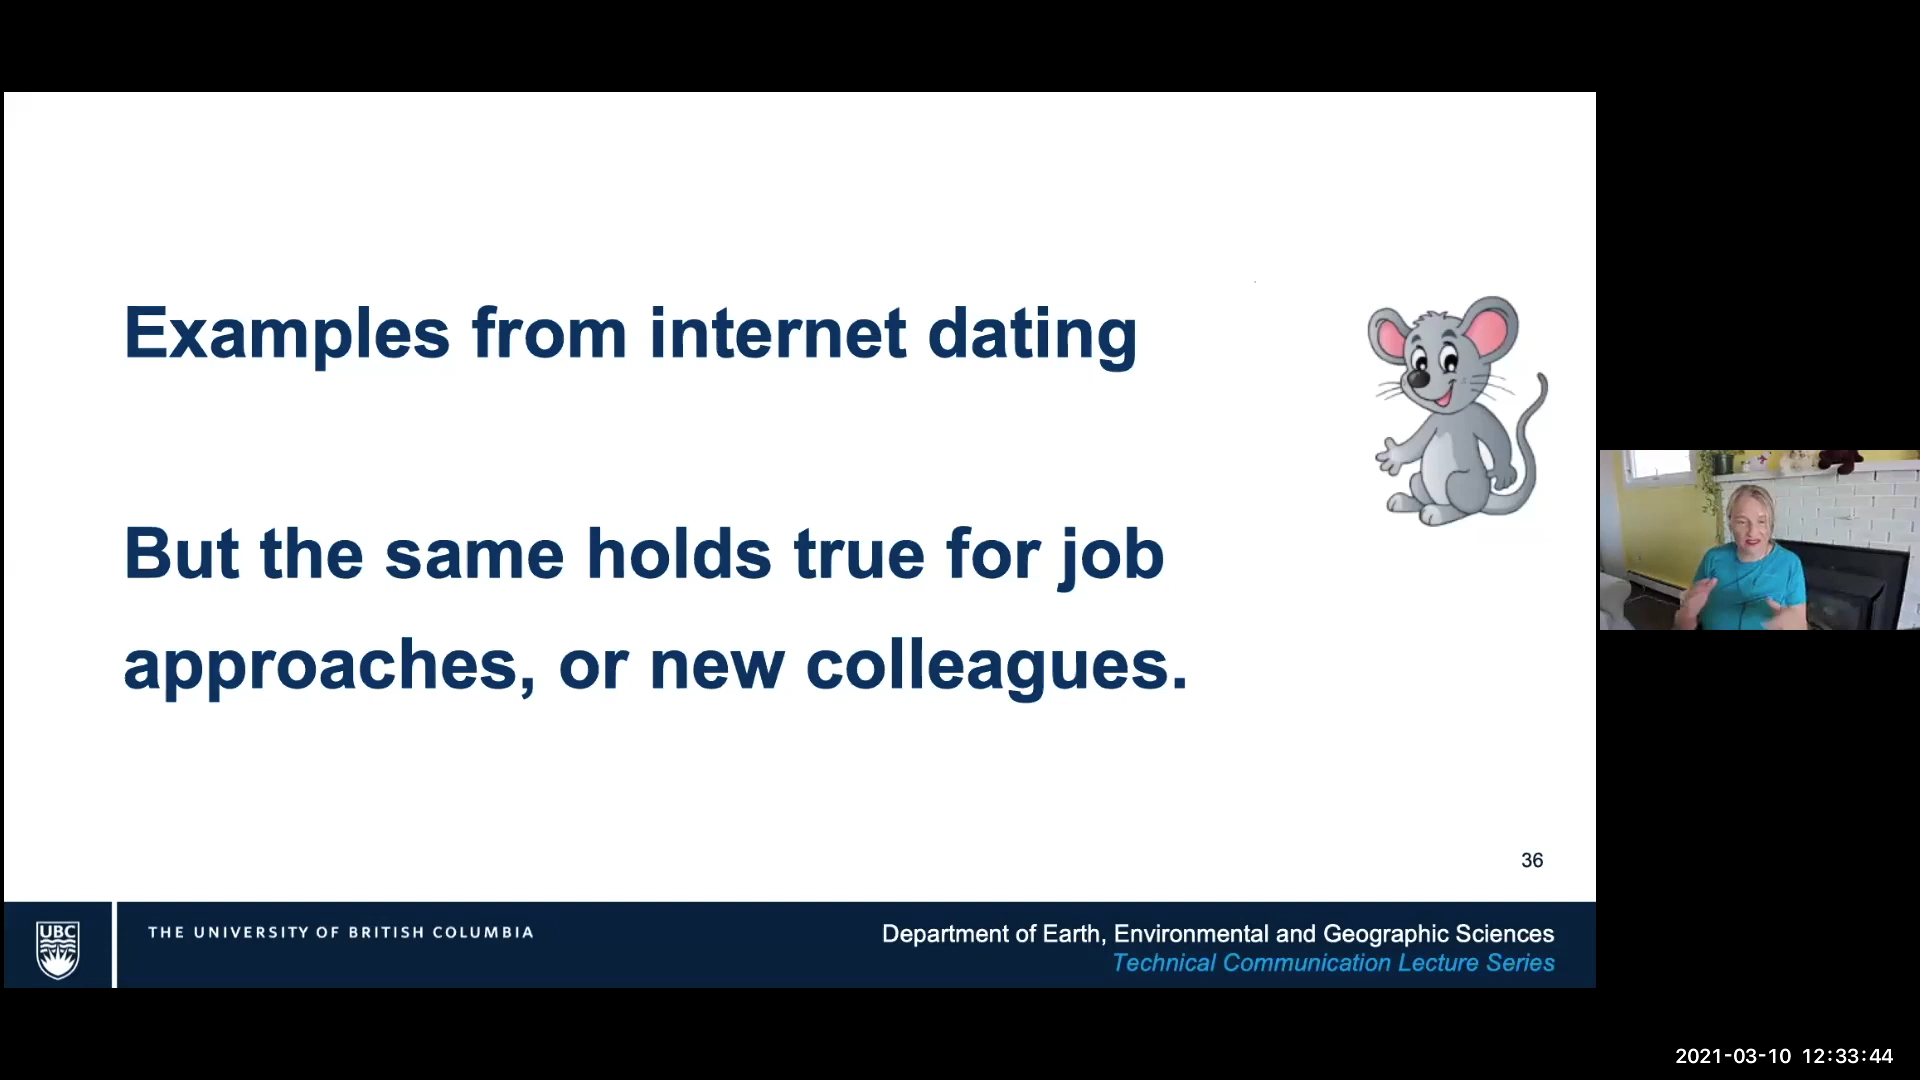 Examples from internet dating
But the same holds true for job
approaches, or new colleagues.
36
UBC
THE UNIVERSITY OF BRITISH COLUMBIA
Department of Earth, Environmental and Geographic Sciences
Technical Communication Lecture Series
2021-03-10 12:33:44